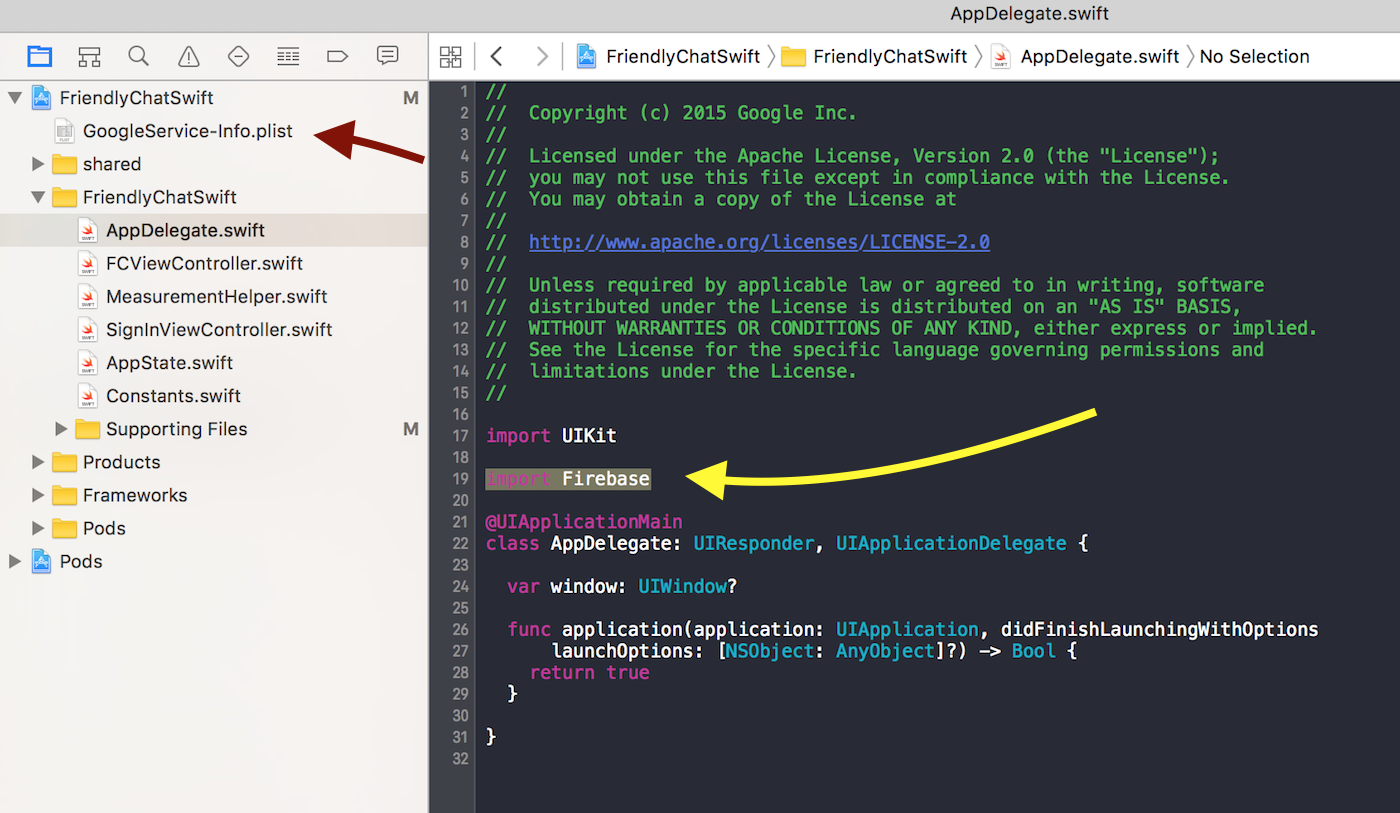 AppDelegate.swift
FriendlyChatSwift 〉 FriendlyChatSwift 〉 AppDelegate.swift 〉 No Selection
FriendlyChatSwift M
GoogleService-Info.plist
shared
FriendlyChatSwift
AppDelegate.swift
FCViewController.swift
MeasurementHelper.swift
SignInViewController.swift
AppState.swift
Constants.swift
Supporting Files M
Products
Frameworks
Pods
Pods
1 //
2 //  Copyright (c) 2015 Google Inc.
3 //
4 //  Licensed under the Apache License, Version 2.0 (the "License");
5 //  you may not use this file except in compliance with the License.
6 //  You may obtain a copy of the License at
7 //
8 //  http://www.apache.org/licenses/LICENSE-2.0
9 //
10 //  Unless required by applicable law or agreed to in writing, software
11 //  distributed under the License is distributed on an "AS IS" BASIS,
12 //  WITHOUT WARRANTIES OR CONDITIONS OF ANY KIND, either express or implied.
13 //  See the License for the specific language governing permissions and
14 //  limitations under the License.
15 //
16
17 import UIKit
18
19 import Firebase
20
21 @UIApplicationMain
22 class AppDelegate: UIResponder, UIApplicationDelegate {
23
24   var window: UIWindow?
25
26   func application(application: UIApplication, didFinishLaunchingWithOptions
27       launchOptions: [NSObject: AnyObject]?) -> Bool {
28     return true
29   }
30
31 }
32